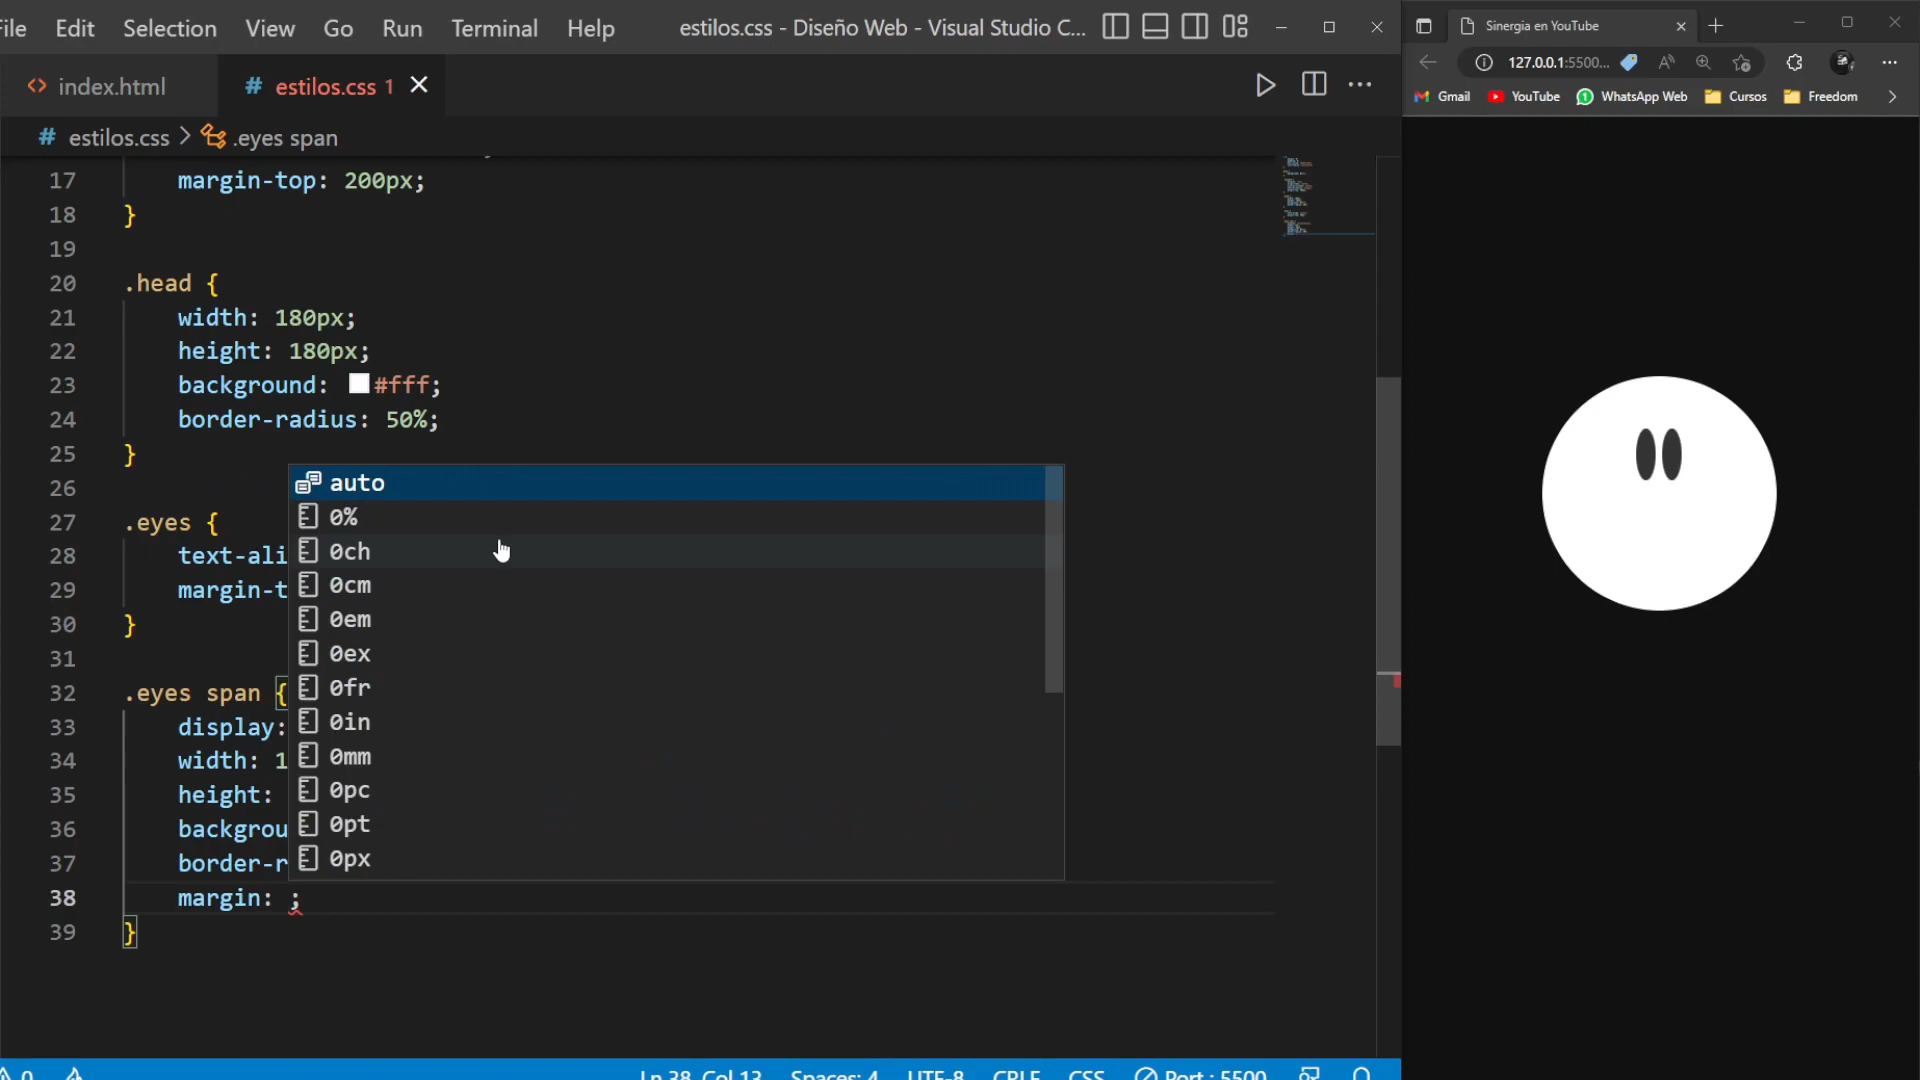 File Edit Selection View Go Run Terminal Help estilos.css - Diseño Web - Visual Studio C...
index.html
# estilos.css 1
# estilos.css > .eyes span
17 margin-top: 200px;
18 }
19
20 .head {
21 width: 180px;
22 height: 180px;
23 background: #fff;
24 border-radius: 50%;
25 }
26
27 .eyes {
28 text-ali
29 margin-t
30 }
31
32 .eyes span {
33 display:
34 width: 1
35 height:
36 backgrou
37 border-r
38 margin: ;
39 }
auto
0%
0ch
0cm
0em
0ex
0fr
0in
0mm
0pc
0pt
0px
0 Ln 38, Col 13 Spaces: 4 UTF-8 CRLF CSS Port : 5500
Sinergia en YouTube
127.0.0.1:5500...
Gmail YouTube WhatsApp Web Cursos Freedom